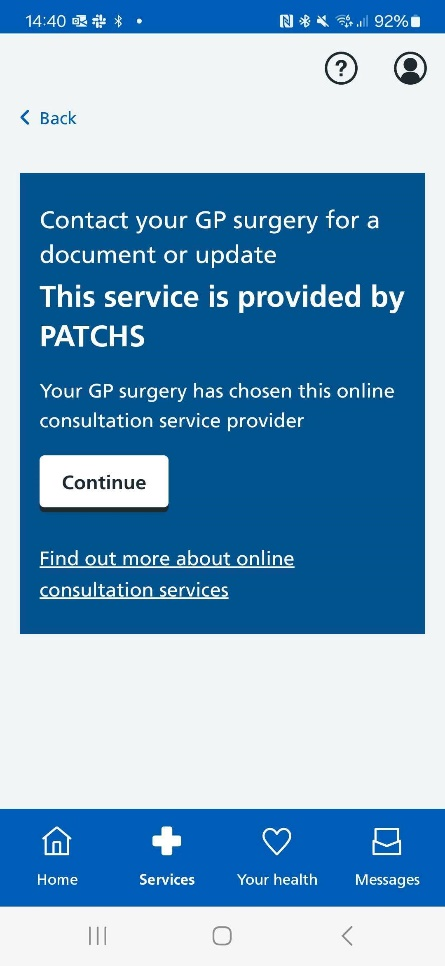 14:40 92%
?
Back
Contact your GP surgery for a
document or update
This service is provided by
PATCHS
Your GP surgery has chosen this online
consultation service provider
Continue
Find out more about online
consultation services
Home Services Your health Messages